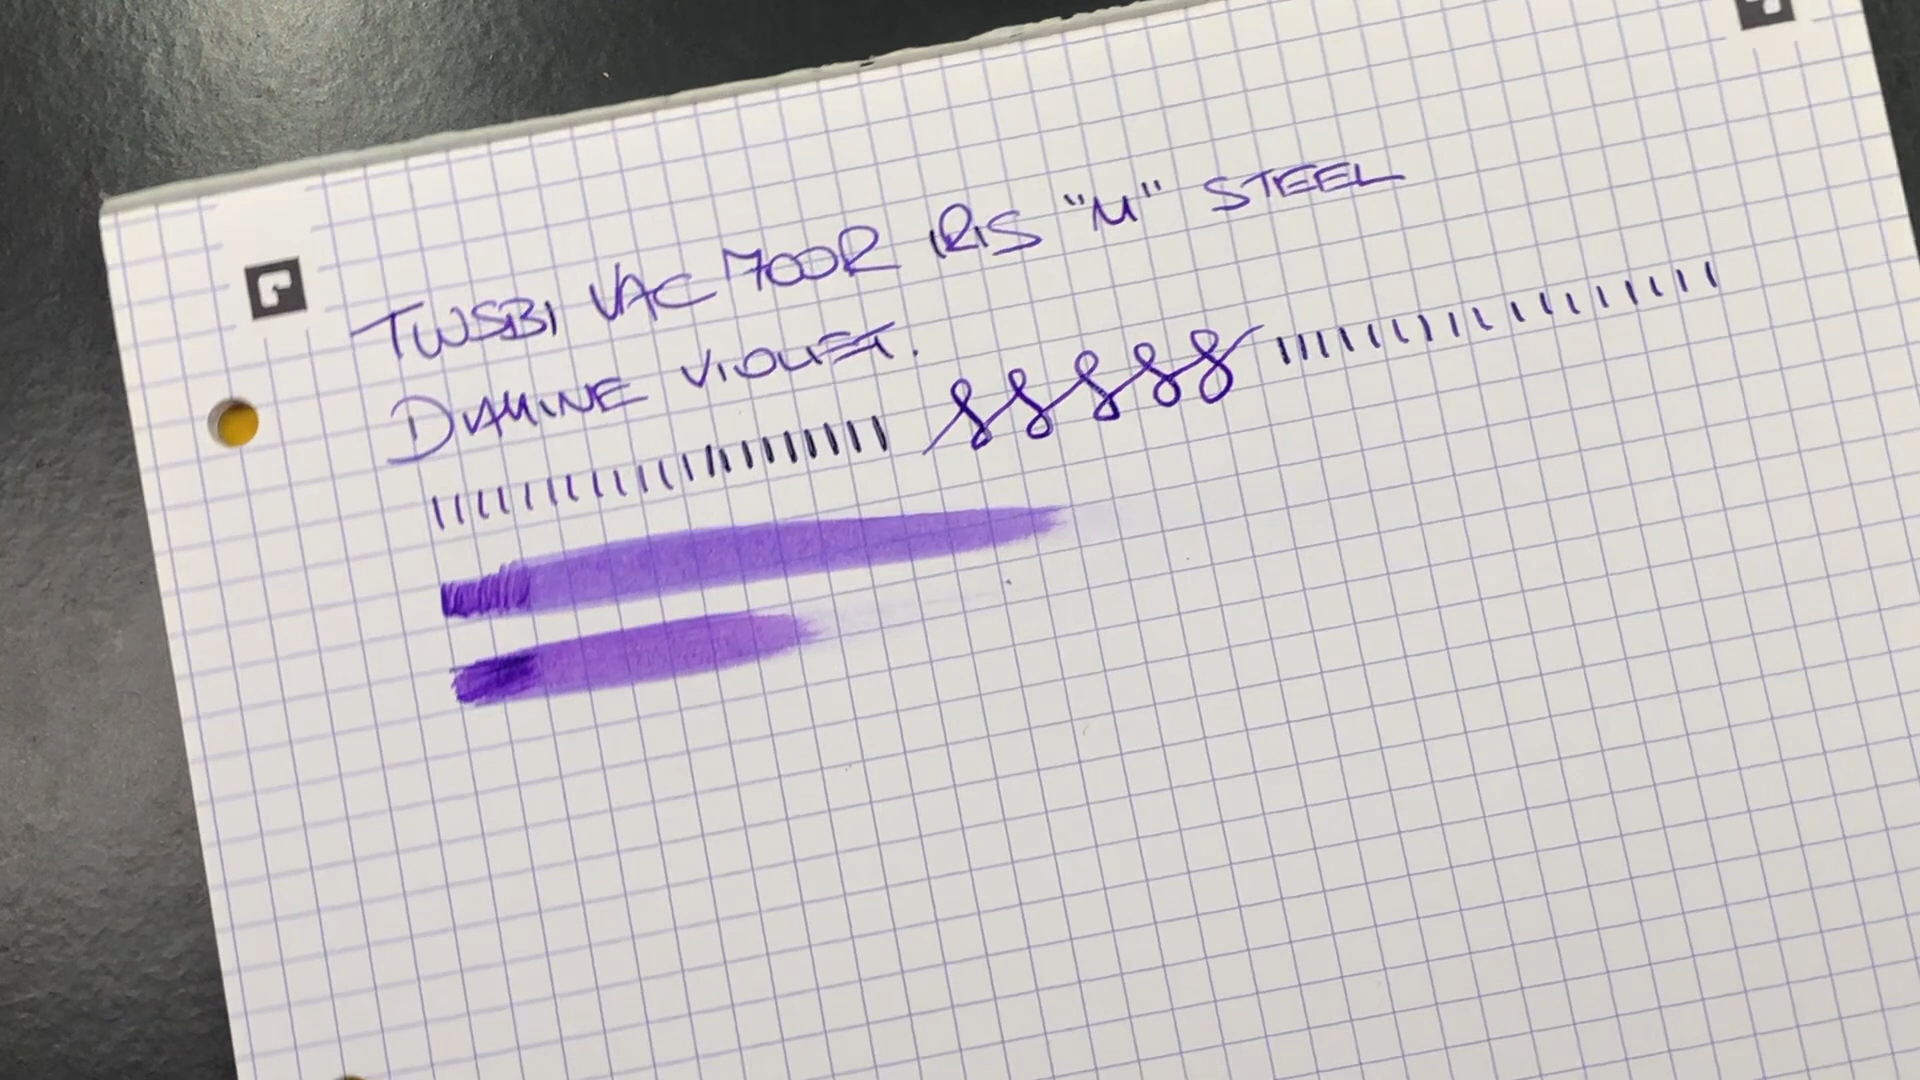 TWSBI VAC 700R IRIS "M" STEEL
DIAMINE VIOLET.